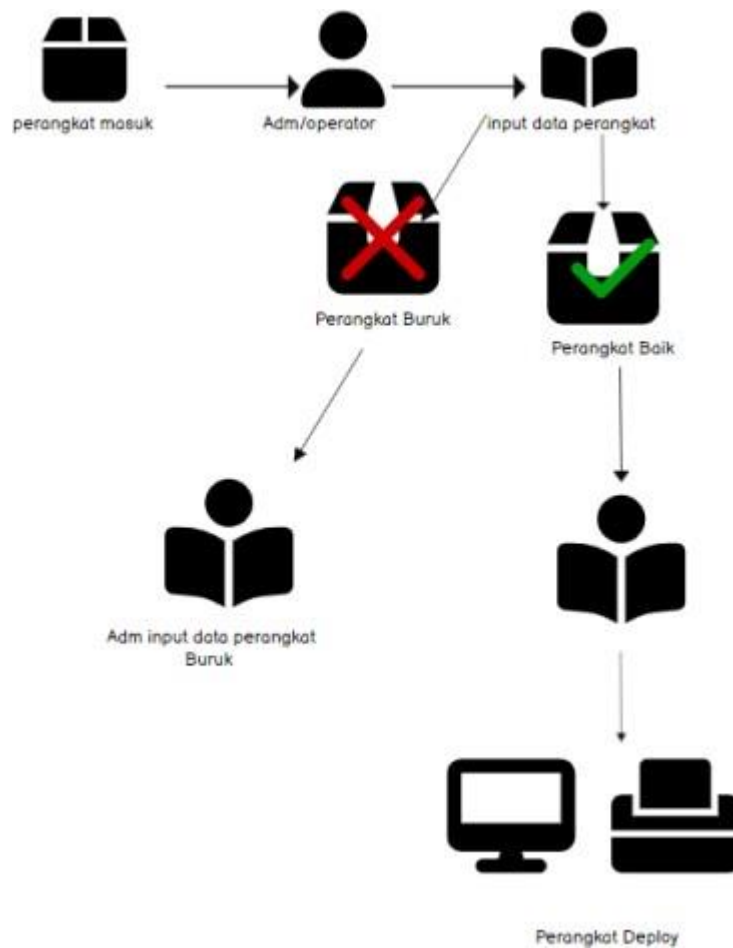 perangkat masuk
Adm/operator
input data perangkat
Perangkat Buruk
Perangkat Baik
Adm input data perangkat
Buruk
Perangkat Deploy